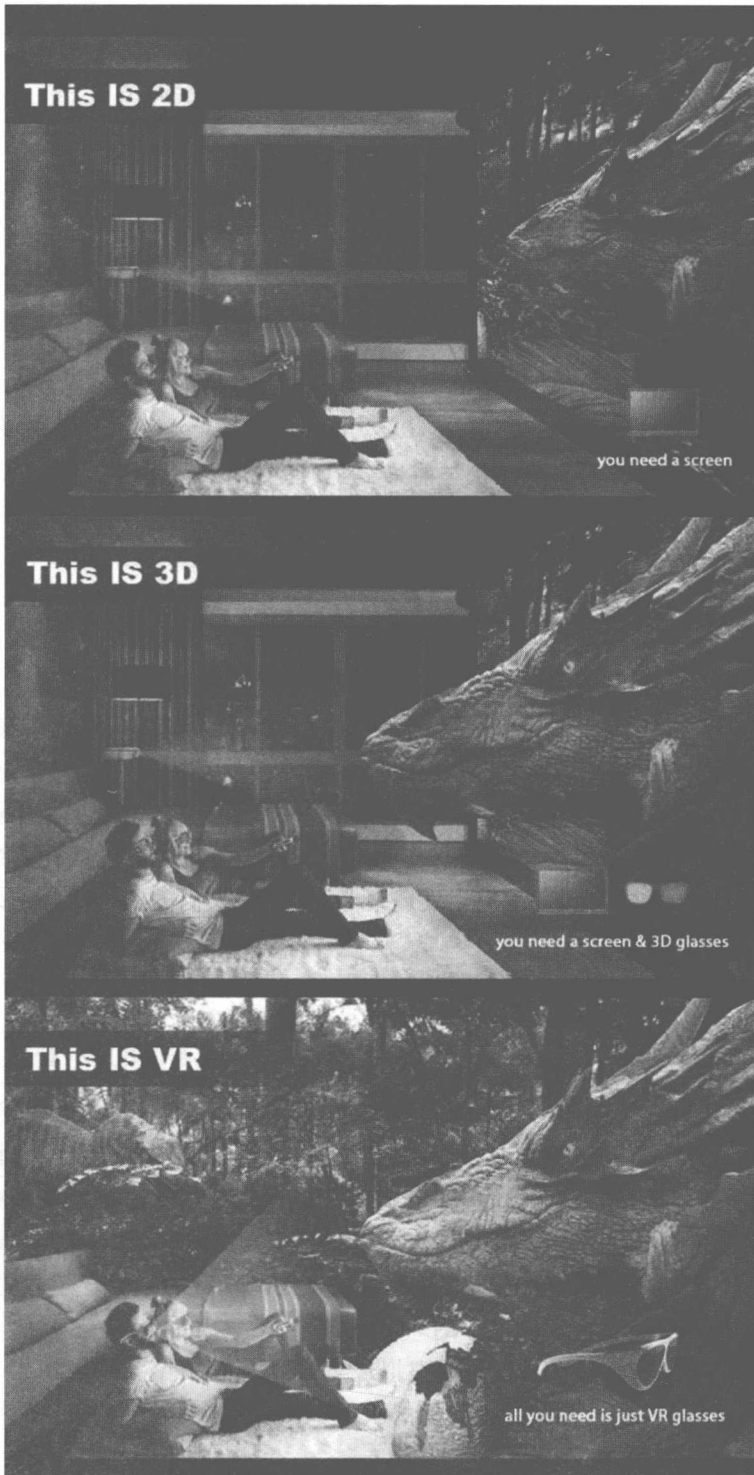 This IS 2D
you need a screen
This IS 3D
you need a screen & 3D glasses
This IS VR
all you need is just VR glasses